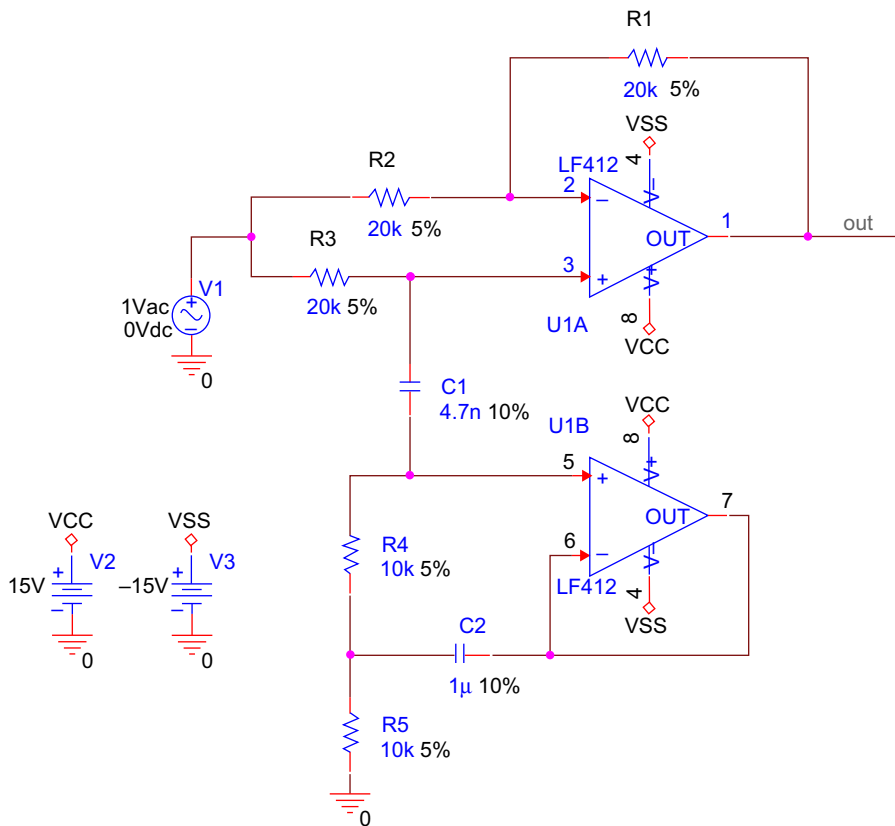 R1
20k 5%
VSS
4
LF412
R2
2
−
V−
1
OUT
out
20k 5%
R3
3
+
V+
20k 5%
V1
1Vac
0Vdc
+
−
0
U1A
8
VCC
C1
4.7n 10%
VCC
U1B
8
5
+
V+
7
OUT
VCC
VSS
R4
10k 5%
6
−
V−
LF412
4
VSS
+
V2
15V
−
0
+
V3
−15V
−
0
C2
1µ 10%
R5
10k 5%
0